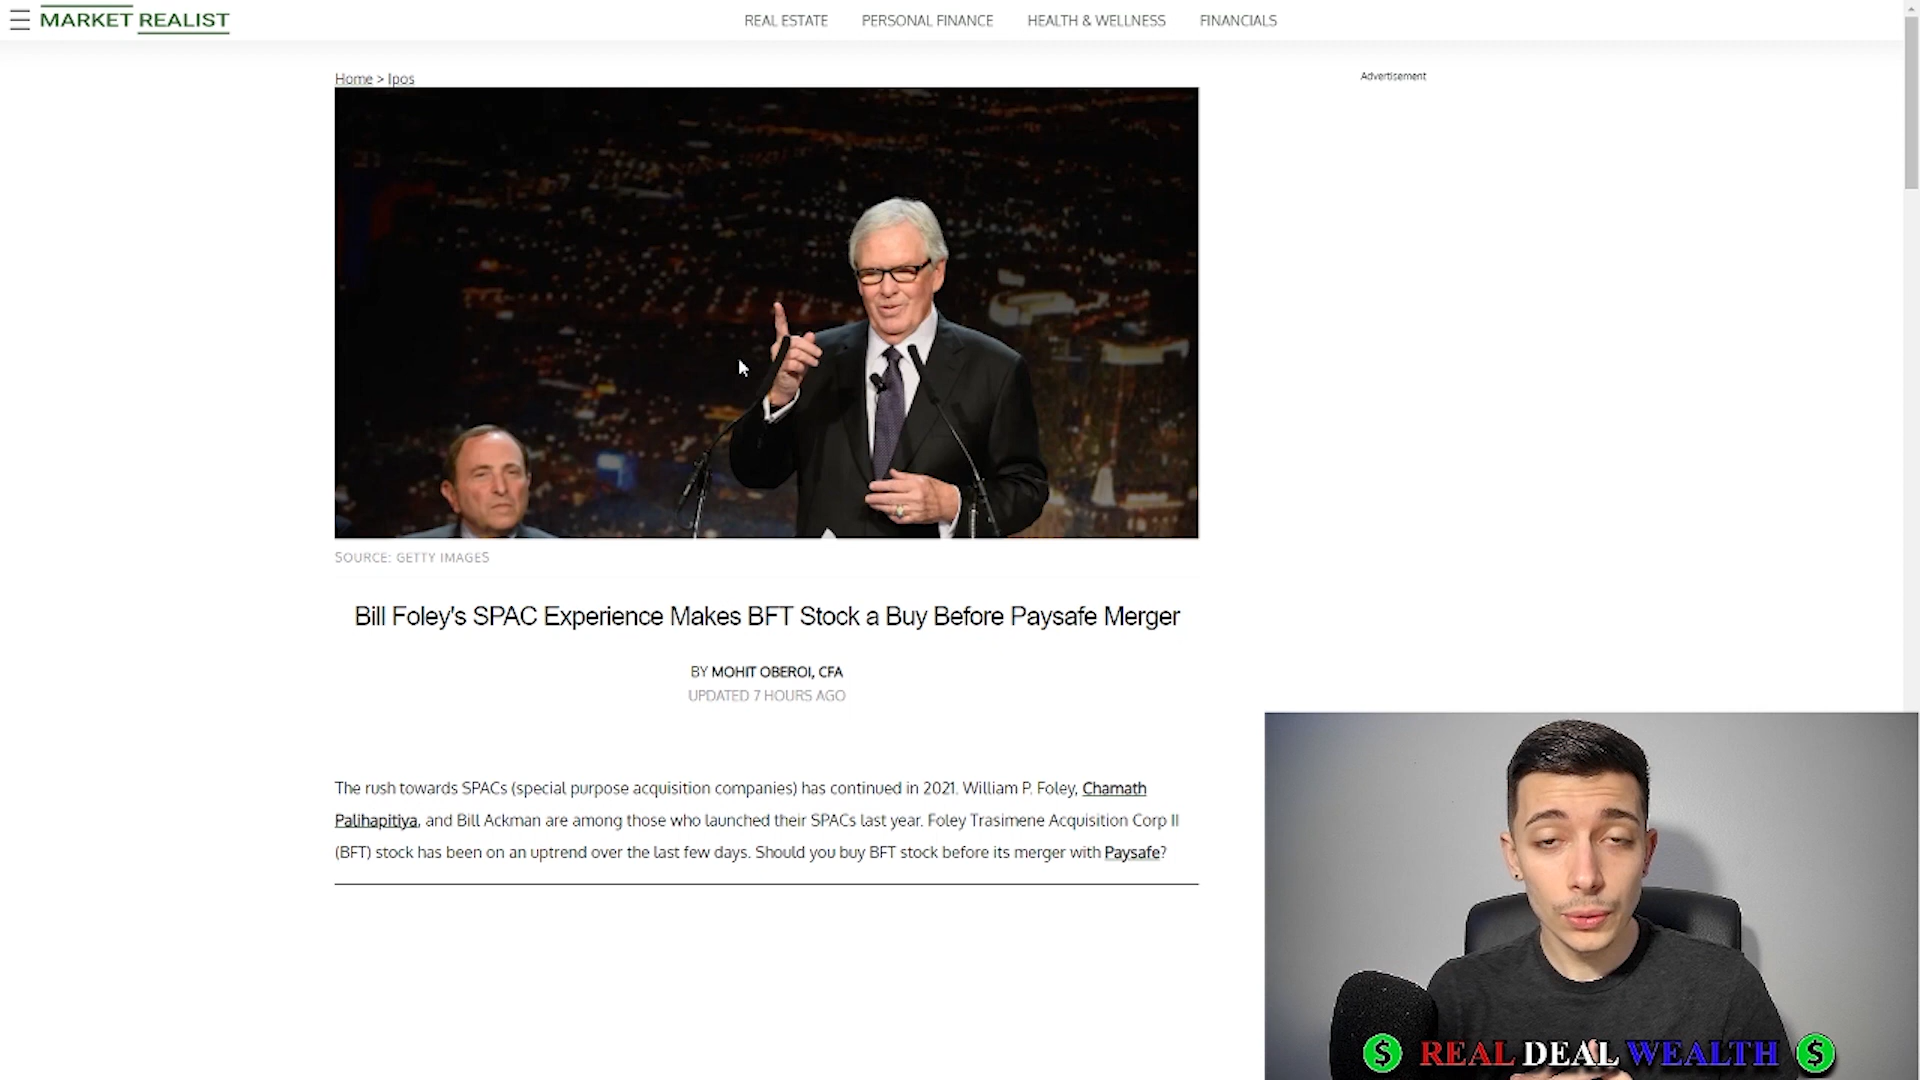 MARKET REALIST
REAL ESTATE
PERSONAL FINANCE
HEALTH & WELLNESS
FINANCIALS
Home > Ipos
Advertisement
SOURCE: GETTY IMAGES
Bill Foley's SPAC Experience Makes BFT Stock a Buy Before Paysafe Merger
BY MOHIT OBEROI, CFA
UPDATED 7 HOURS AGO
The rush towards SPACs (special purpose acquisition companies) has continued in 2021. William P. Foley, Chamath
Palihapitiya, and Bill Ackman are among those who launched their SPACs last year. Foley Trasimene Acquisition Corp II
(BFT) stock has been on an uptrend over the last few days. Should you buy BFT stock before its merger with Paysafe?
$ REAL DEAL WEALTH $